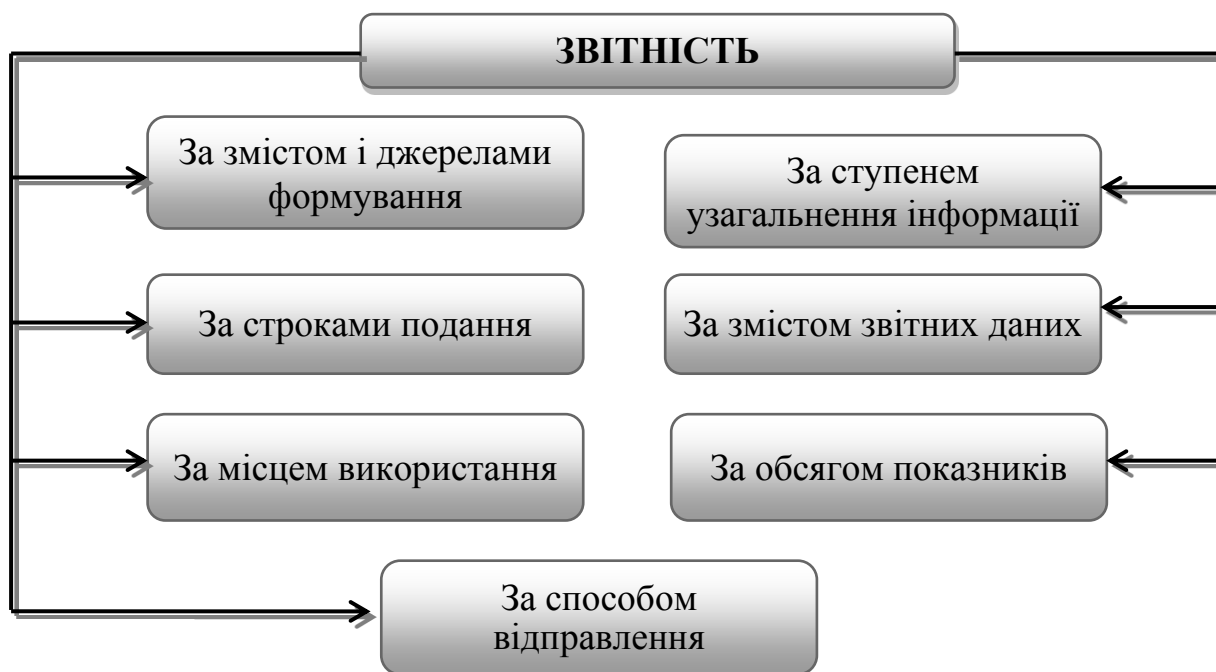 ЗВІТНІСТЬ
За змістом і джерелами
формування
За ступенем
узагальнення інформації
За строками подання
За змістом звітних даних
За місцем використання
За обсягом показників
За способом
відправлення